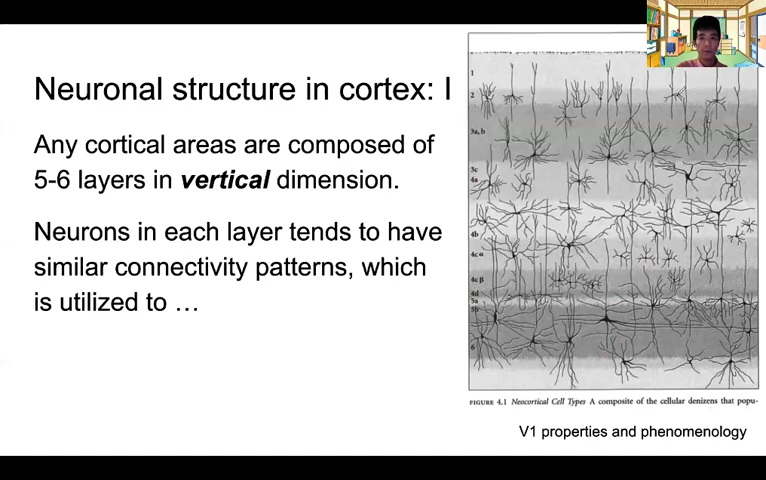 Neuronal structure in cortex: I
Any cortical areas are composed of
5-6 layers in vertical dimension.
Neurons in each layer tends to have
similar connectivity patterns, which
is utilized to …
1
2
3a,b
3c
4a
4b
4c α
4c β
4d
5a
5b
6
FIGURE 4.1 Neocortical Cell Types A composite of the cellular denizens that popu-
V1 properties and phenomenology